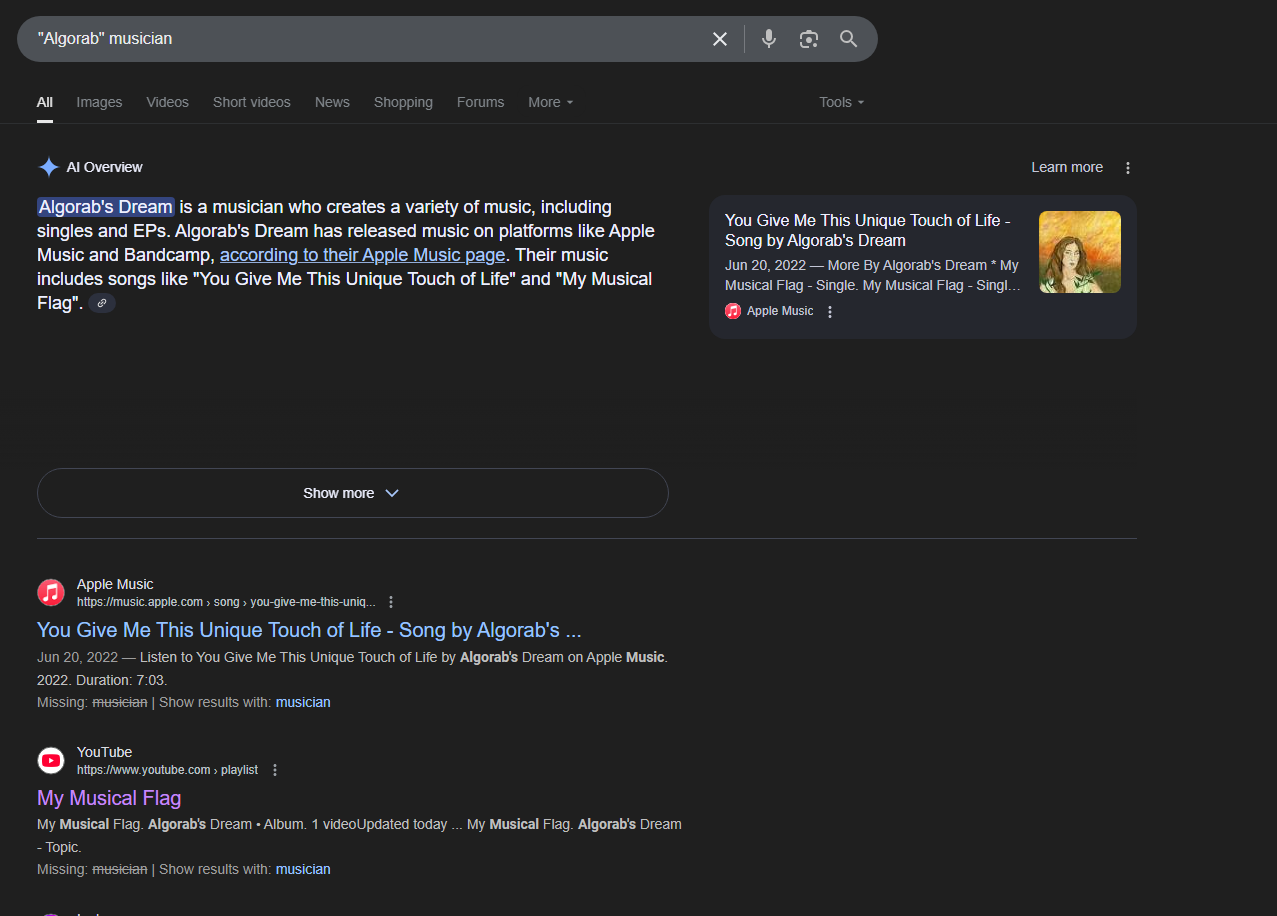 "Algorab" musician
All Images Videos Short videos News Shopping Forums More Tools
AI Overview
Learn more
Algorab's Dream is a musician who creates a variety of music, including
singles and EPs. Algorab's Dream has released music on platforms like Apple
Music and Bandcamp, according to their Apple Music page. Their music
includes songs like "You Give Me This Unique Touch of Life" and "My Musical
Flag".
You Give Me This Unique Touch of Life -
Song by Algorab's Dream
Jun 20, 2022 — More By Algorab's Dream * My
Musical Flag - Single. My Musical Flag - Singl...
Apple Music
Show more
Apple Music
https://music.apple.com › song › you-give-me-this-uniq...
You Give Me This Unique Touch of Life - Song by Algorab's ...
Jun 20, 2022 — Listen to You Give Me This Unique Touch of Life by Algorab's Dream on Apple Music.
2022. Duration: 7:03.
Missing: musician | Show results with: musician
YouTube
https://www.youtube.com › playlist
My Musical Flag
My Musical Flag. Algorab's Dream • Album. 1 videoUpdated today ... My Musical Flag. Algorab's Dream
- Topic.
Missing: musician | Show results with: musician